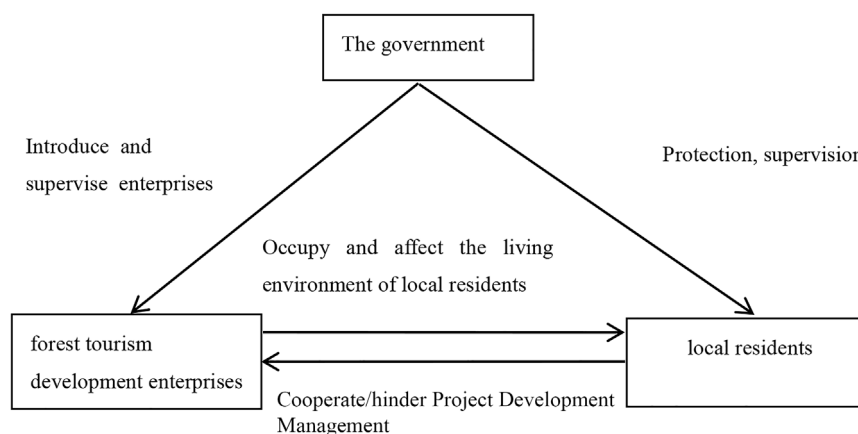 The government
Introduce and
supervise enterprises
Protection, supervision
Occupy and affect the living
environment of local residents
forest tourism
development enterprises
local residents
Cooperate/hinder Project Development
Management